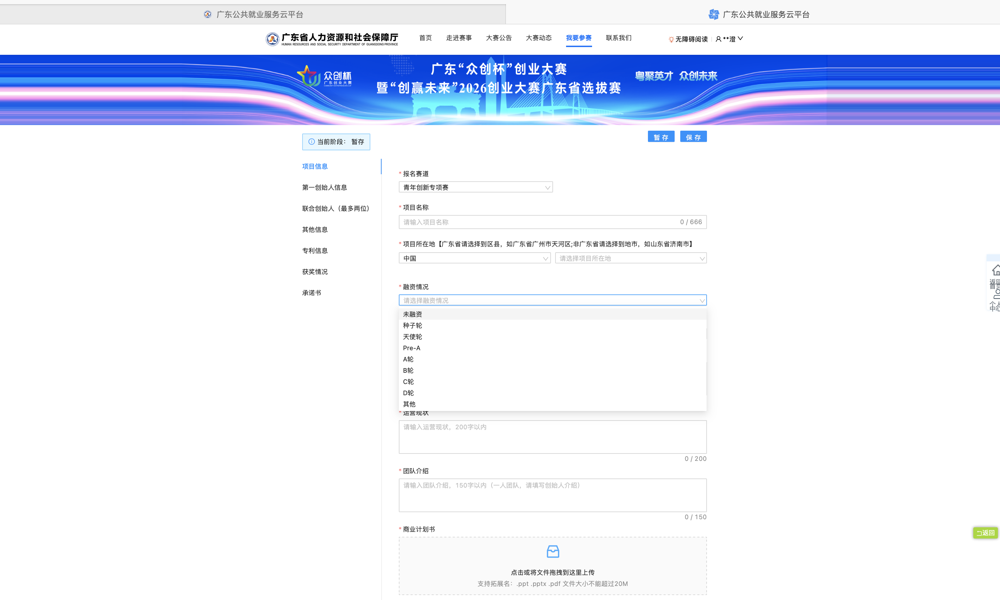 广东公共就业服务云平台
广东公共就业服务云平台
广东省人力资源和社会保障厅
HUMAN RESOURCES AND SOCIAL SECURITY DEPARTMENT OF GUANGDONG PROVINCE
首页
走进赛事
大赛公告
大赛动态
我要参赛
联系我们
无障碍阅读
**澄
众创杯
广东创业大赛
广东“众创杯”创业大赛
暨“创赢未来”2026创业大赛广东省选拔赛
粤聚英才 众创未来
当前阶段： 暂存
暂 存
保 存
项目信息
第一创始人信息
联合创始人（最多两位）
其他信息
专利信息
获奖情况
承诺书
* 报名赛道
青年创新专项赛
* 项目名称
请输入项目名称
0 / 666
* 项目所在地【广东省请选择到区县，如广东省广州市天河区;非广东省请选择到地市，如山东省济南市】
中国
请选择项目所在地
* 融资情况
请选择融资情况
未融资
种子轮
天使轮
Pre-A
A轮
B轮
C轮
D轮
其他
* 运营现状
请输入运营现状，200字以内
0 / 200
* 团队介绍
请输入团队介绍，150字以内（一人团队，请填写创始人介绍）
0 / 150
* 商业计划书
点击或将文件拖拽到这里上传
支持拓展名：.ppt .pptx .pdf 文件大小不能超过20M
返回
首页
个人
中心
返回